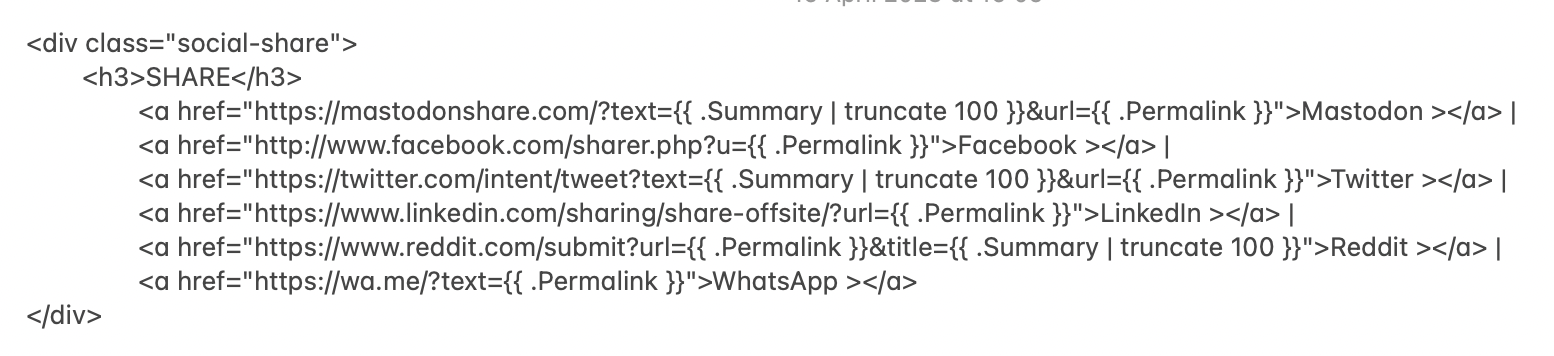 <div class="social-share">
<h3>SHARE</h3>
<a href="https://mastodonshare.com/?text={{ .Summary | truncate 100 }}&url={{ .Permalink }}">Mastodon ></a> |
<a href="http://www.facebook.com/sharer.php?u={{ .Permalink }}">Facebook ></a> |
<a href="https://twitter.com/intent/tweet?text={{ .Summary | truncate 100 }}&url={{ .Permalink }}">Twitter ></a> |
<a href="https://www.linkedin.com/sharing/share-offsite/?url={{ .Permalink }}">LinkedIn ></a> |
<a href="https://www.reddit.com/submit?url={{ .Permalink }}&title={{ .Summary | truncate 100 }}">Reddit ></a> |
<a href="https://wa.me/?text={{ .Permalink }}">WhatsApp ></a>
</div>